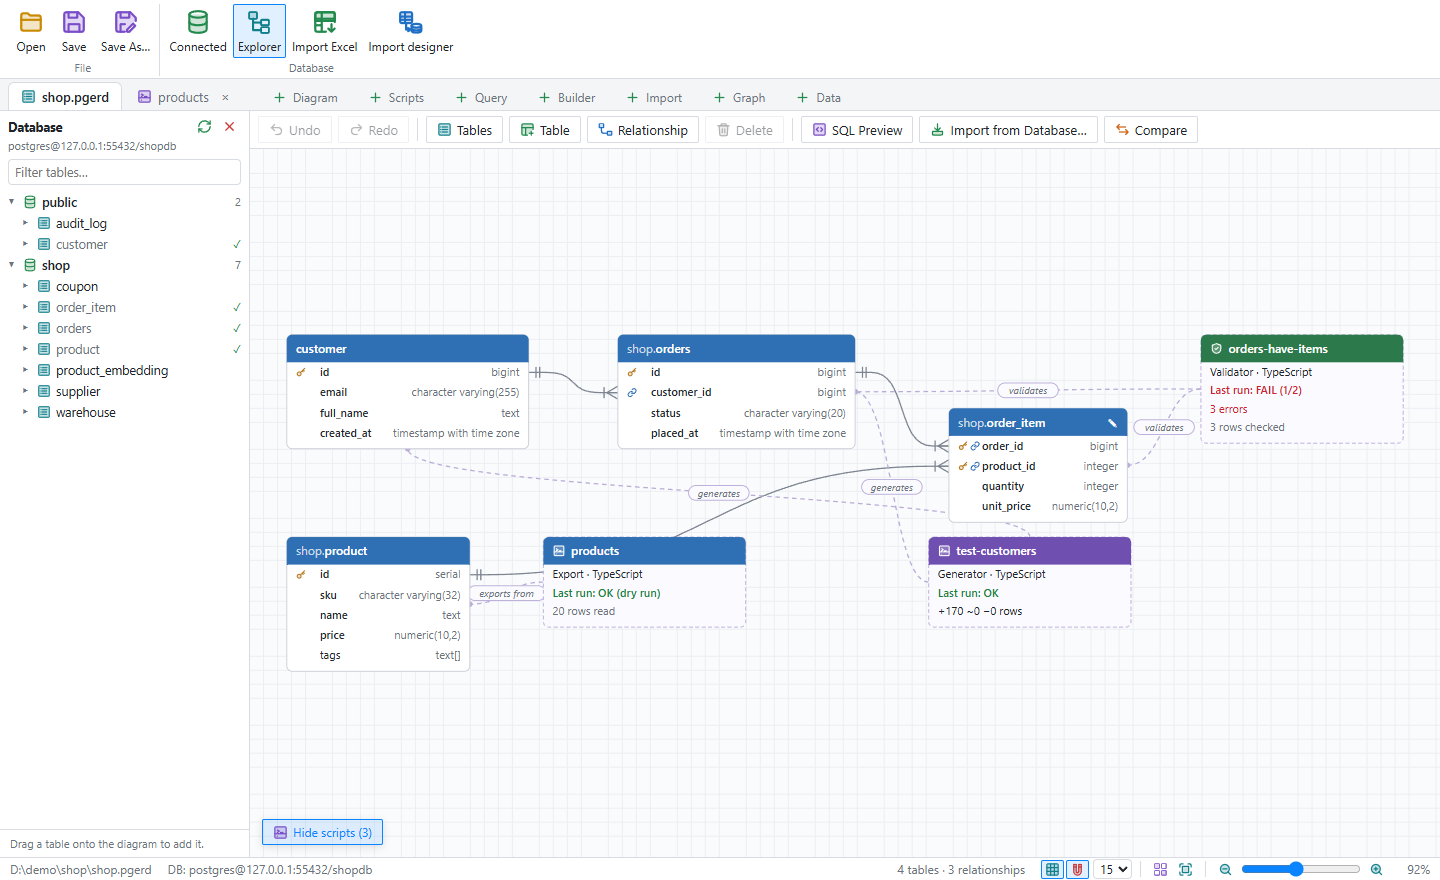 Open
Save
Save As...
File
Connected
Explorer
Import Excel
Import designer
Database
shop.pgerd
products ×
+ Diagram
+ Scripts
+ Query
+ Builder
+ Import
+ Graph
+ Data
Database
postgres@127.0.0.1:55432/shopdb
Filter tables...
public 2
audit_log
customer ✓
shop 7
coupon
order_item ✓
orders ✓
product ✓
product_embedding
supplier
warehouse
Drag a table onto the diagram to add it.
Undo
Redo
Tables
Table
Relationship
Delete
SQL Preview
Import from Database...
Compare
customer
id bigint
email character varying(255)
full_name text
created_at timestamp with time zone
shop.orders
id bigint
customer_id bigint
status character varying(20)
placed_at timestamp with time zone
validates
orders-have-items
Validator · TypeScript
Last run: FAIL (1/2)
3 errors
3 rows checked
validates
shop.order_item
order_id bigint
product_id integer
quantity integer
unit_price numeric(10,2)
generates
generates
shop.product
id serial
sku character varying(32)
name text
price numeric(10,2)
tags text[]
exports from
products
Export · TypeScript
Last run: OK (dry run)
20 rows read
test-customers
Generator · TypeScript
Last run: OK
+170 ~0 −0 rows
Hide scripts (3)
D:\demo\shop\shop.pgerd
DB: postgres@127.0.0.1:55432/shopdb
4 tables · 3 relationships
15
92%